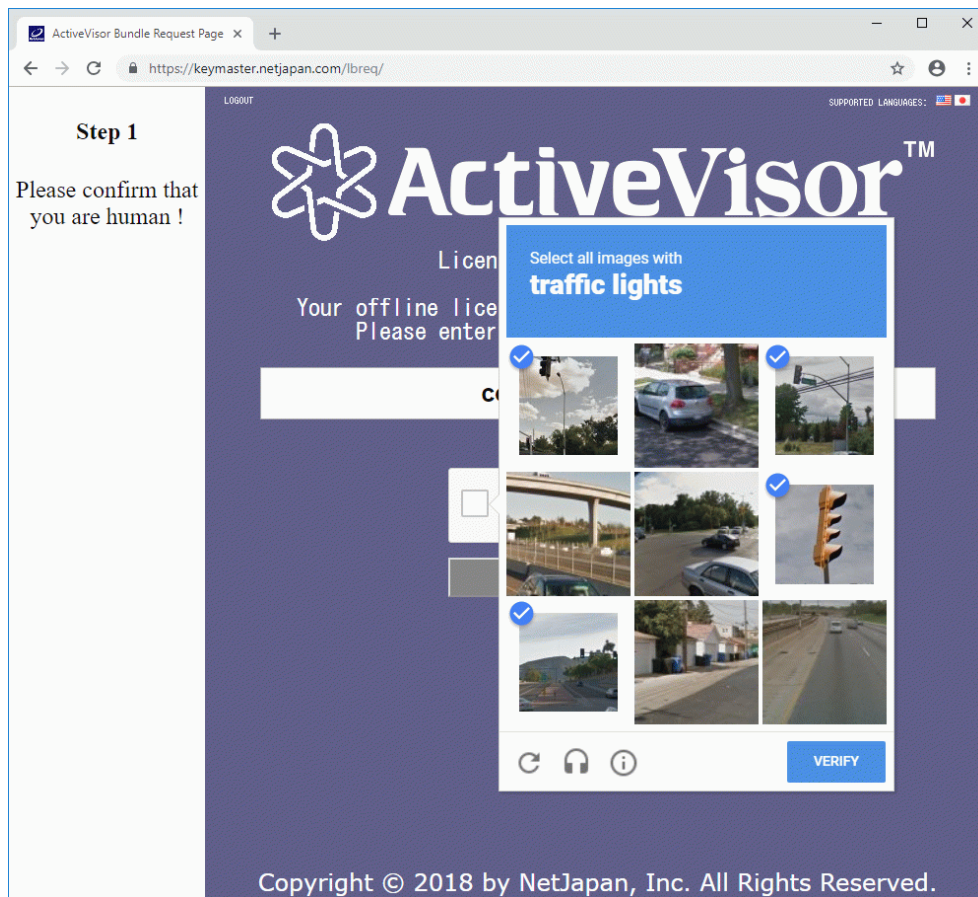 ActiveVisor Bundle Request Page
https://keymaster.netjapan.com/lbreq/
Step 1
Please confirm that
you are human !
LOGOUT
SUPPORTED LANGUAGES:
ActiveVisor™
Licen
Your offline lice
Please enter
Select all images with
traffic lights
VERIFY
Copyright © 2018 by NetJapan, Inc. All Rights Reserved.